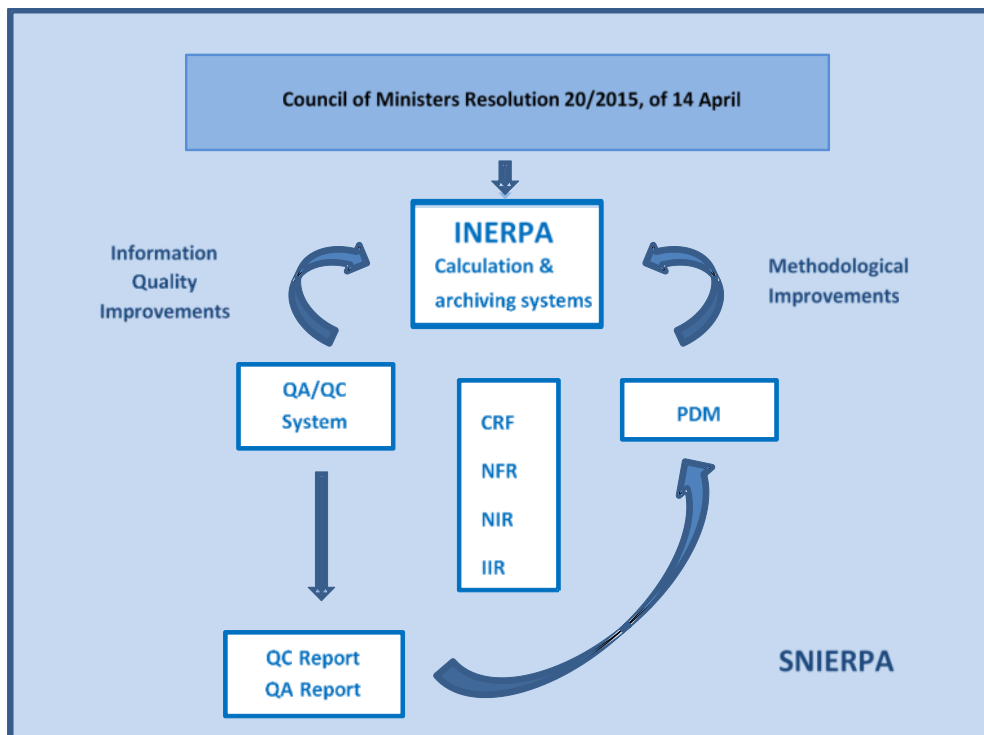 Council of Ministers Resolution 20/2015, of 14 April
INERPA
Calculation &
archiving systems
Information
Quality
Improvements
Methodological
Improvements
QA/QC
System
CRF
NFR
NIR
IIR
PDM
QC Report
QA Report
SNIERPA